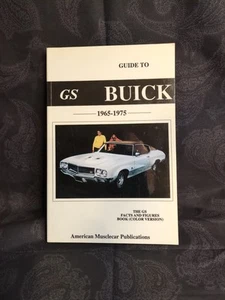 GUIDE TO
GS BUICK
1965-1975
THE GS
FACTS AND FIGURES
BOOK (COLOR VERSION)
American Musclecar Publications